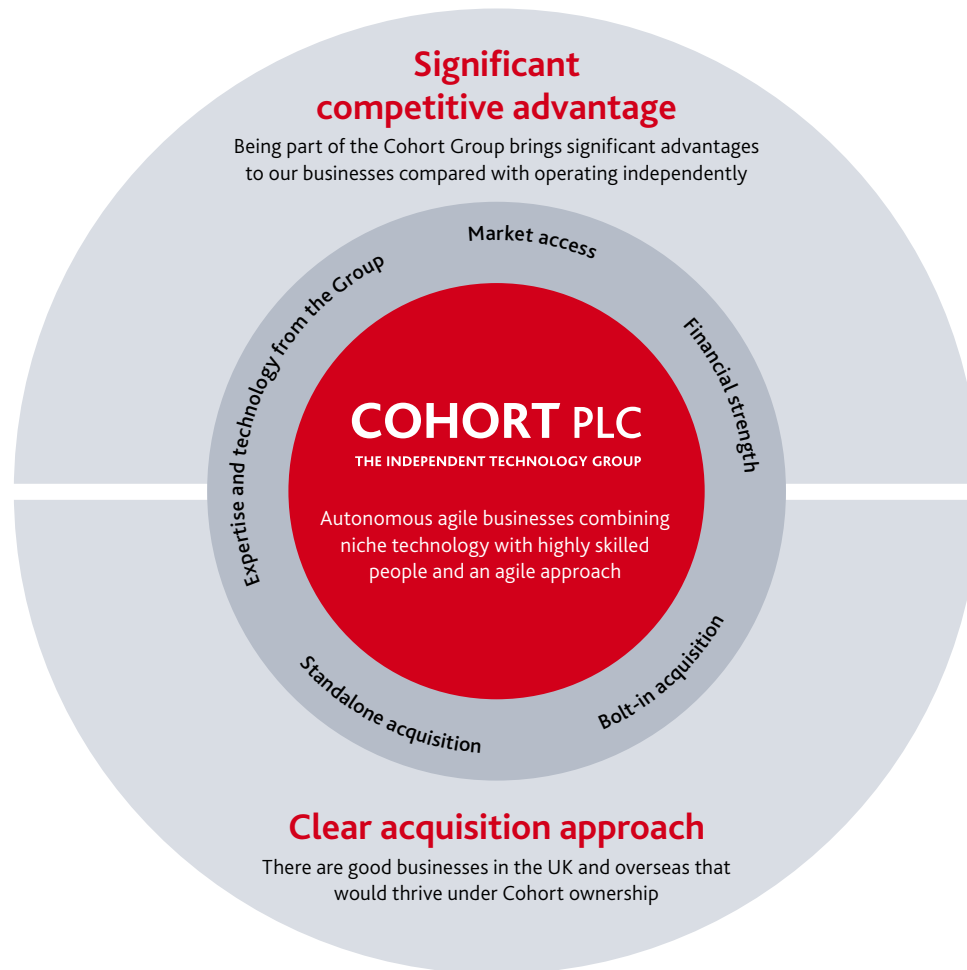 Significant
competitive advantage
Being part of the Cohort Group brings significant advantages
to our businesses compared with operating independently
Market access
Expertise and technology from the Group
Financial strength
COHORT PLC
THE INDEPENDENT TECHNOLOGY GROUP
Autonomous agile businesses combining
niche technology with highly skilled
people and an agile approach
Standalone acquisition
Bolt-in acquisition
Clear acquisition approach
There are good businesses in the UK and overseas that
would thrive under Cohort ownership